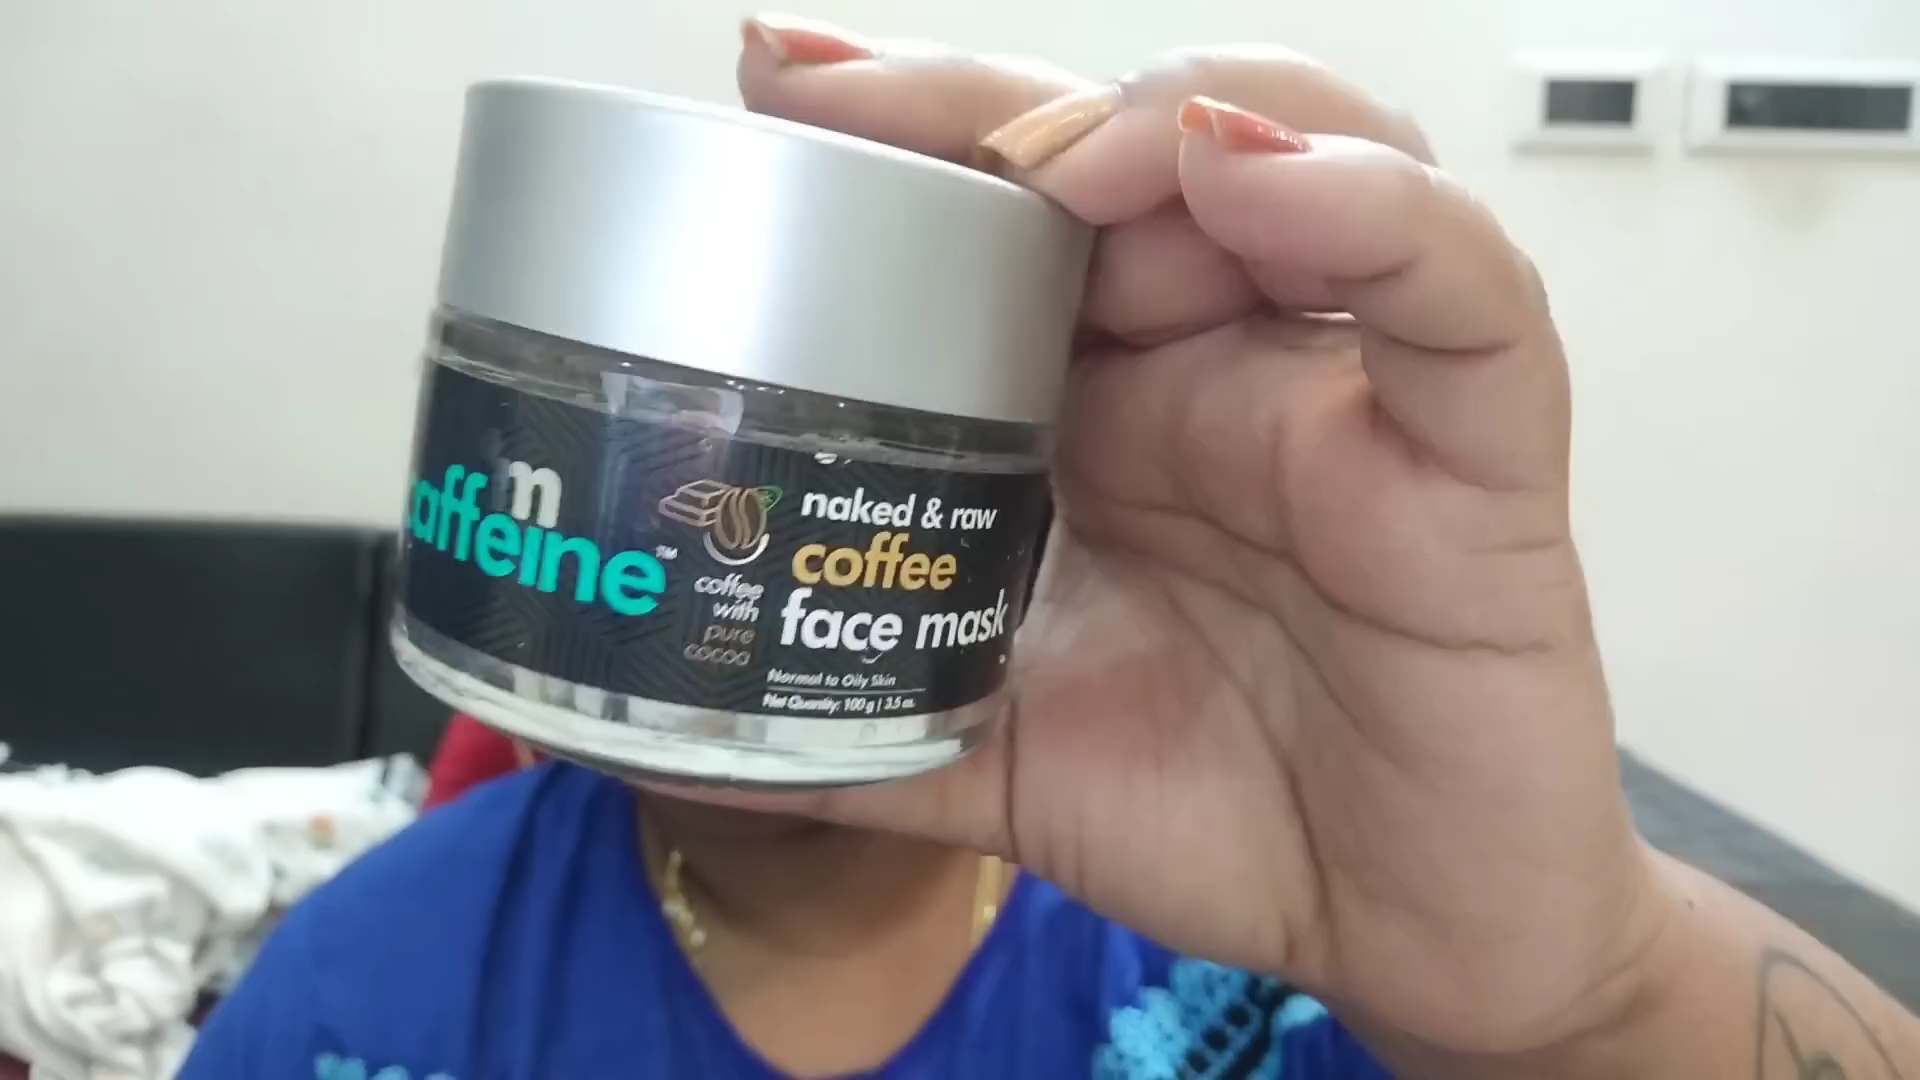 m
caffeine™
coffee
with
pure
cocoa
naked & raw
coffee
face mask
Normal to Oily Skin
Net Quantity: 100 g | 3.5 oz.